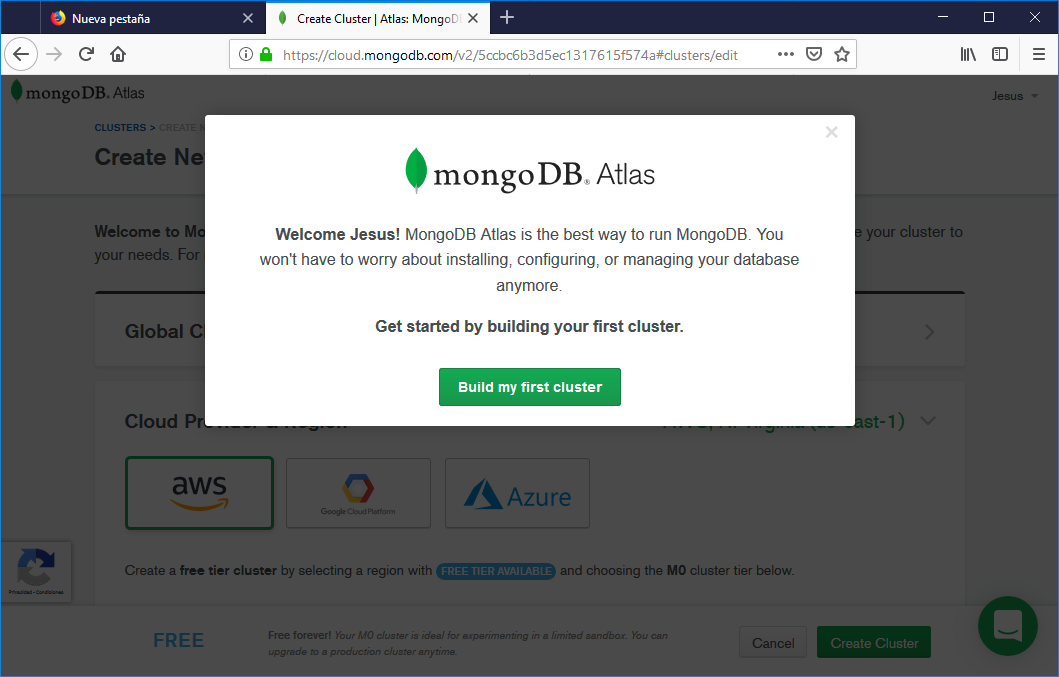 Nueva pestaña
Create Cluster | Atlas: MongoD
https://cloud.mongodb.com/v2/5ccbc6b3d5ec1317615f574a#clusters/edit
mongoDB. Atlas
Jesus
CLUSTERS > CREATE N
Create Ne
mongoDB. Atlas
Welcome Jesus! MongoDB Atlas is the best way to run MongoDB. You
won't have to worry about installing, configuring, or managing your database
anymore.
Get started by building your first cluster.
Build my first cluster
Welcome to Mo
e your cluster to
your needs. For
Global C
Cloud Provider & Region
AWS, N. Virginia (us-east-1)
aws
Google Cloud Platform
Azure
Create a free tier cluster by selecting a region with FREE TIER AVAILABLE and choosing the M0 cluster tier below.
Privacidad - Condiciones
FREE
Free forever! Your M0 cluster is ideal for experimenting in a limited sandbox. You can
upgrade to a production cluster anytime.
Cancel
Create Cluster